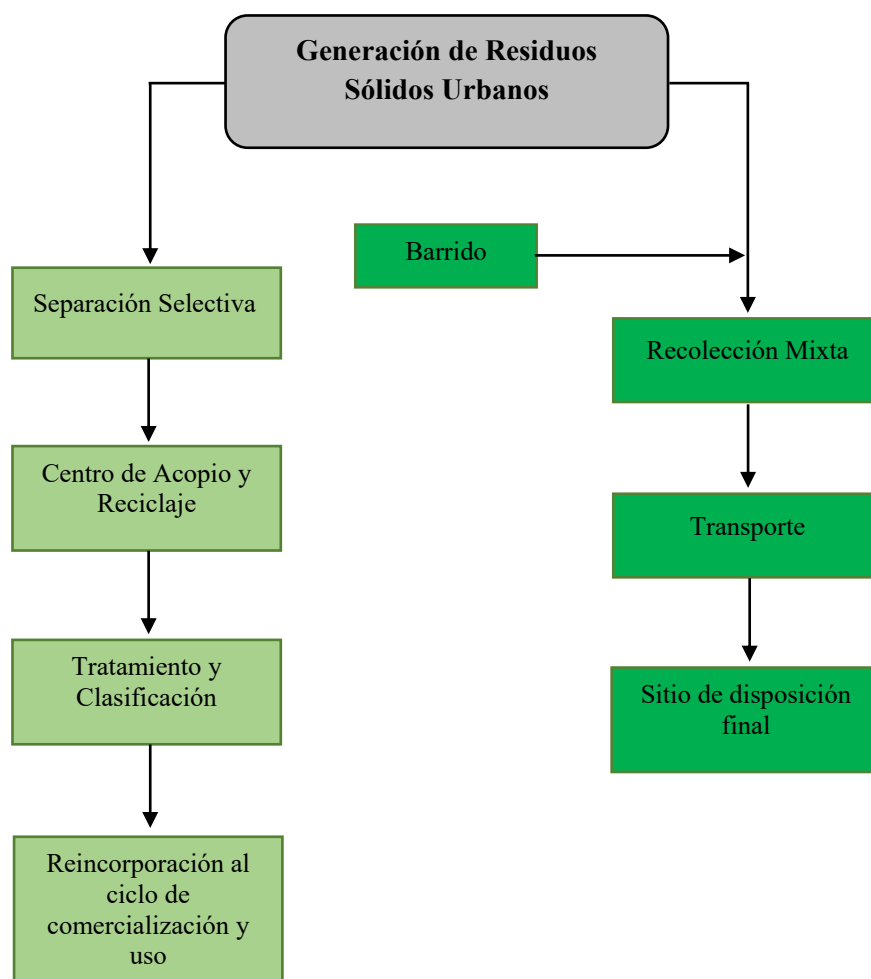 Generación de Residuos
Sólidos Urbanos
Barrido
Separación Selectiva
Recolección Mixta
Centro de Acopio y
Reciclaje
Transporte
Tratamiento y
Clasificación
Sitio de disposición
final
Reincorporación al
ciclo de
comercialización y
uso